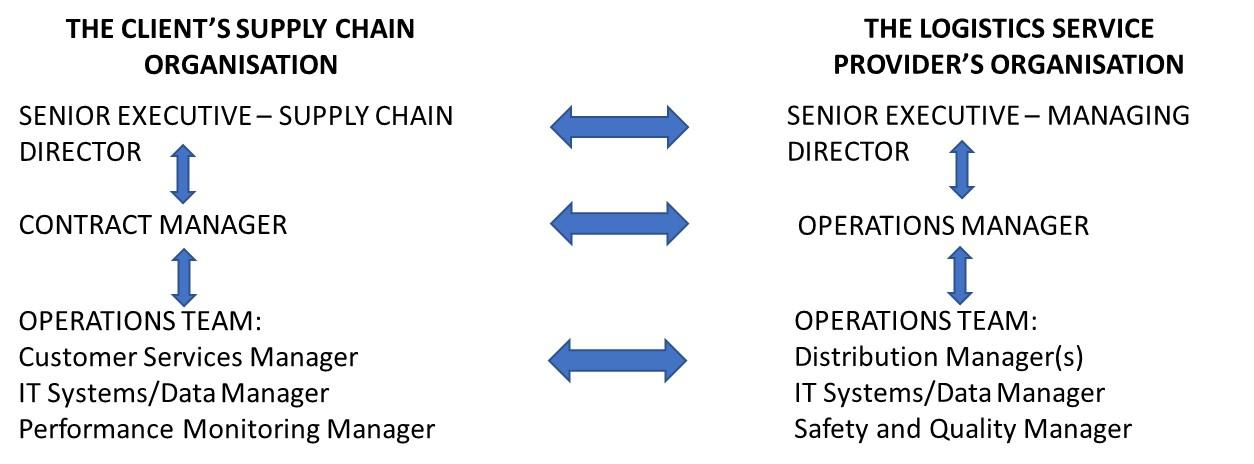 THE CLIENT'S SUPPLY CHAIN
ORGANISATION
SENIOR EXECUTIVE – SUPPLY CHAIN
DIRECTOR
CONTRACT MANAGER
OPERATIONS TEAM:
Customer Services Manager
IT Systems/Data Manager
Performance Monitoring Manager
THE LOGISTICS SERVICE
PROVIDER'S ORGANISATION
SENIOR EXECUTIVE – MANAGING
DIRECTOR
OPERATIONS MANAGER
OPERATIONS TEAM:
Distribution Manager(s)
IT Systems/Data Manager
Safety and Quality Manager